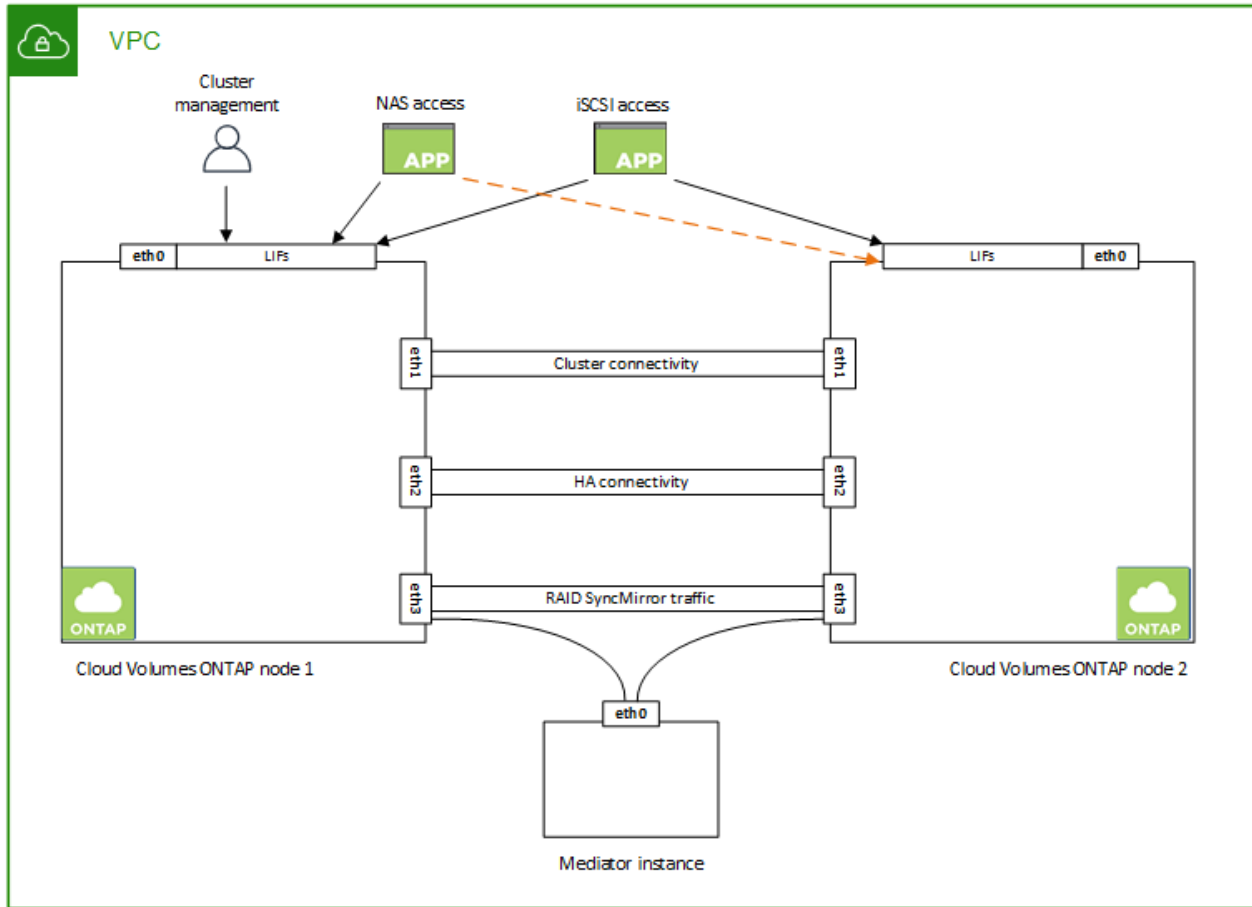 VPC
Cluster
management
NAS access
iSCSI access
APP
APP
eth0
LIFs
LIFs
eth0
eth1
Cluster connectivity
eth1
eth2
HA connectivity
eth2
eth3
RAID SyncMirror traffic
eth3
ONTAP
ONTAP
Cloud Volumes ONTAP node 1
Cloud Volumes ONTAP node 2
eth0
Mediator instance